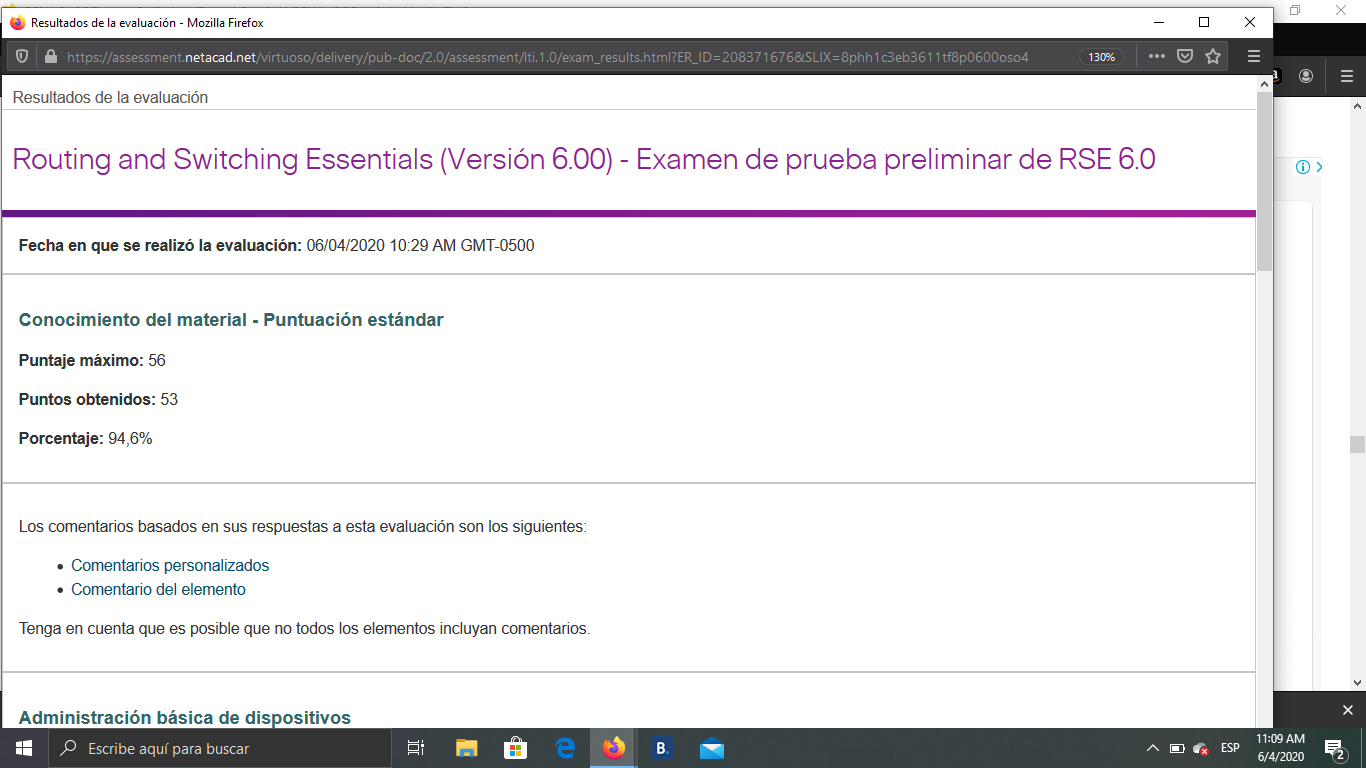 Resultados de la evaluación - Mozilla Firefox
https://assessment.netacad.net/virtuoso/delivery/pub-doc/2.0/assessment/lti.1.0/exam_results.html?ER_ID=208371676&SLIX=8phh1c3eb3611tf8p0600oso4
130%
Resultados de la evaluación
Routing and Switching Essentials (Versión 6.00) - Examen de prueba preliminar de RSE 6.0
Fecha en que se realizó la evaluación: 06/04/2020 10:29 AM GMT-0500
Conocimiento del material - Puntuación estándar
Puntaje máximo: 56
Puntos obtenidos: 53
Porcentaje: 94,6%
Los comentarios basados en sus respuestas a esta evaluación son los siguientes:
• Comentarios personalizados
• Comentario del elemento
Tenga en cuenta que es posible que no todos los elementos incluyan comentarios.
Administración básica de dispositivos
Escribe aquí para buscar
B.
ESP
11:09 AM
6/4/2020
2